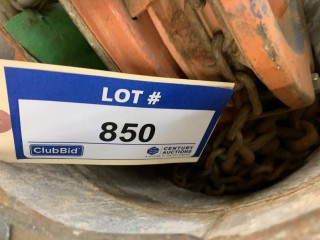 LOT #
850
ClubBid
CENTURY
AUCTIONS